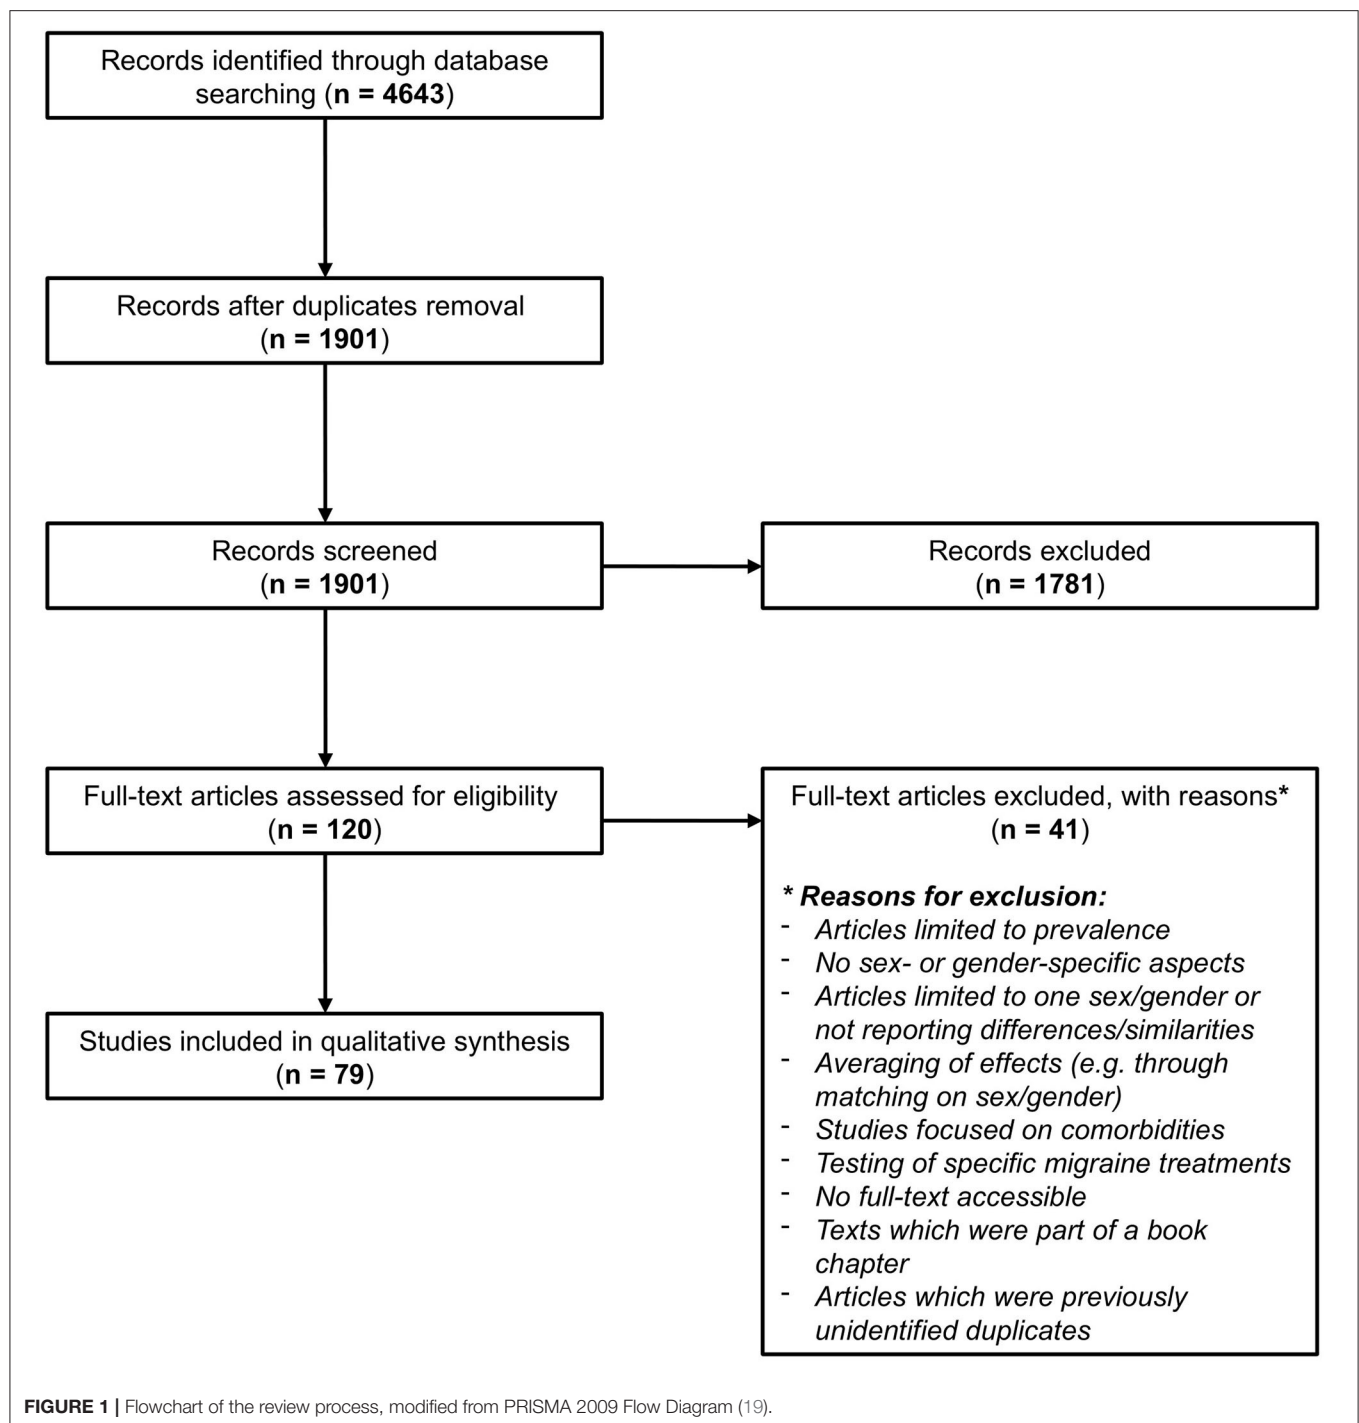 Records identified through database
searching (n = 4643)
Records after duplicates removal
(n = 1901)
Records screened
(n = 1901)
Records excluded
(n = 1781)
Full-text articles assessed for eligibility
(n = 120)
Full-text articles excluded, with reasons*
(n = 41)
* Reasons for exclusion:
- Articles limited to prevalence
- No sex- or gender-specific aspects
- Articles limited to one sex/gender or
not reporting differences/similarities
- Averaging of effects (e.g. through
matching on sex/gender)
- Studies focused on comorbidities
- Testing of specific migraine treatments
- No full-text accessible
- Texts which were part of a book
chapter
- Articles which were previously
unidentified duplicates
Studies included in qualitative synthesis
(n = 79)
FIGURE 1 | Flowchart of the review process, modified from PRISMA 2009 Flow Diagram (19).